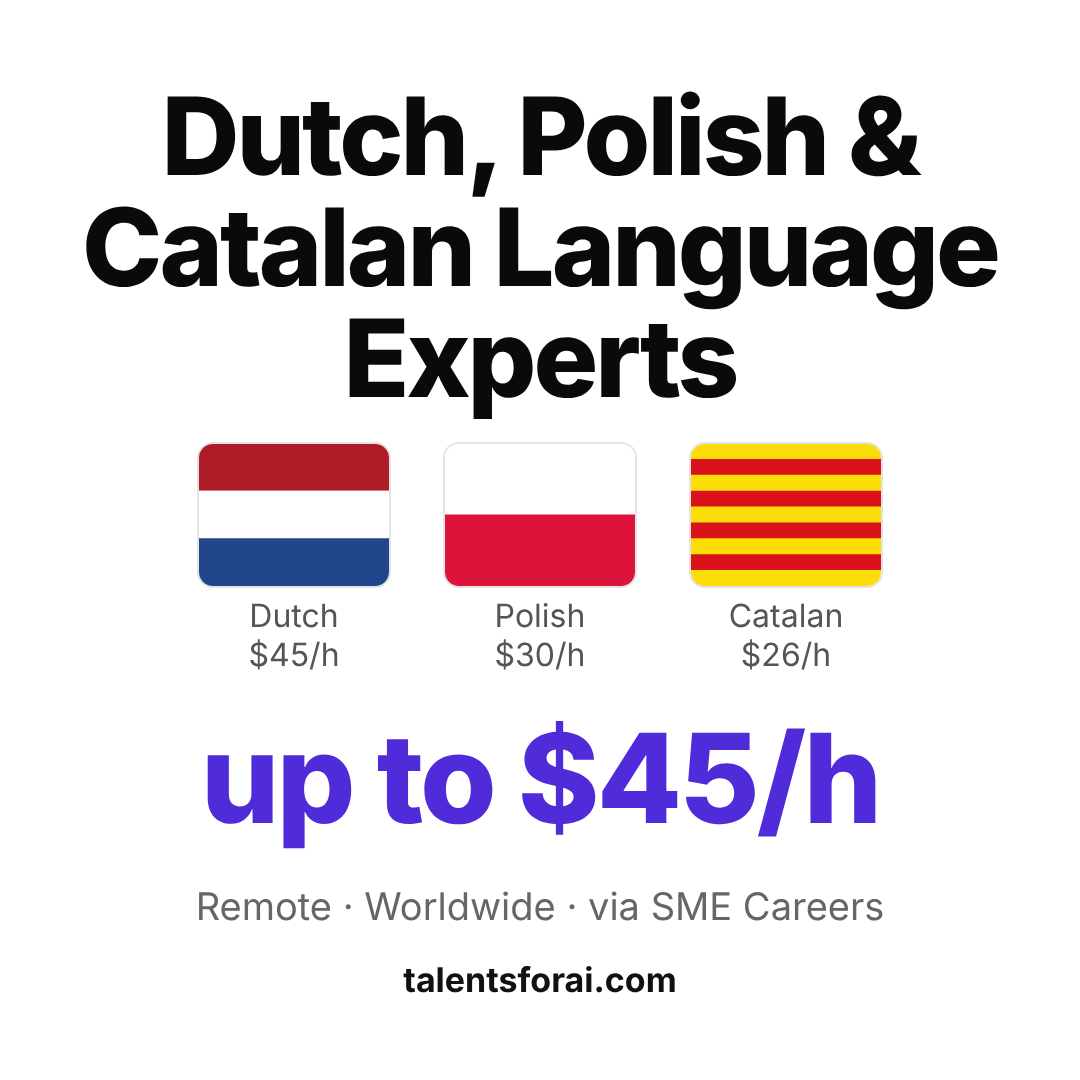 Dutch, Polish &
Catalan Language
Experts
Dutch
$45/h
Polish
$30/h
Catalan
$26/h
up to $45/h
Remote · Worldwide · via SME Careers
talentsforai.com